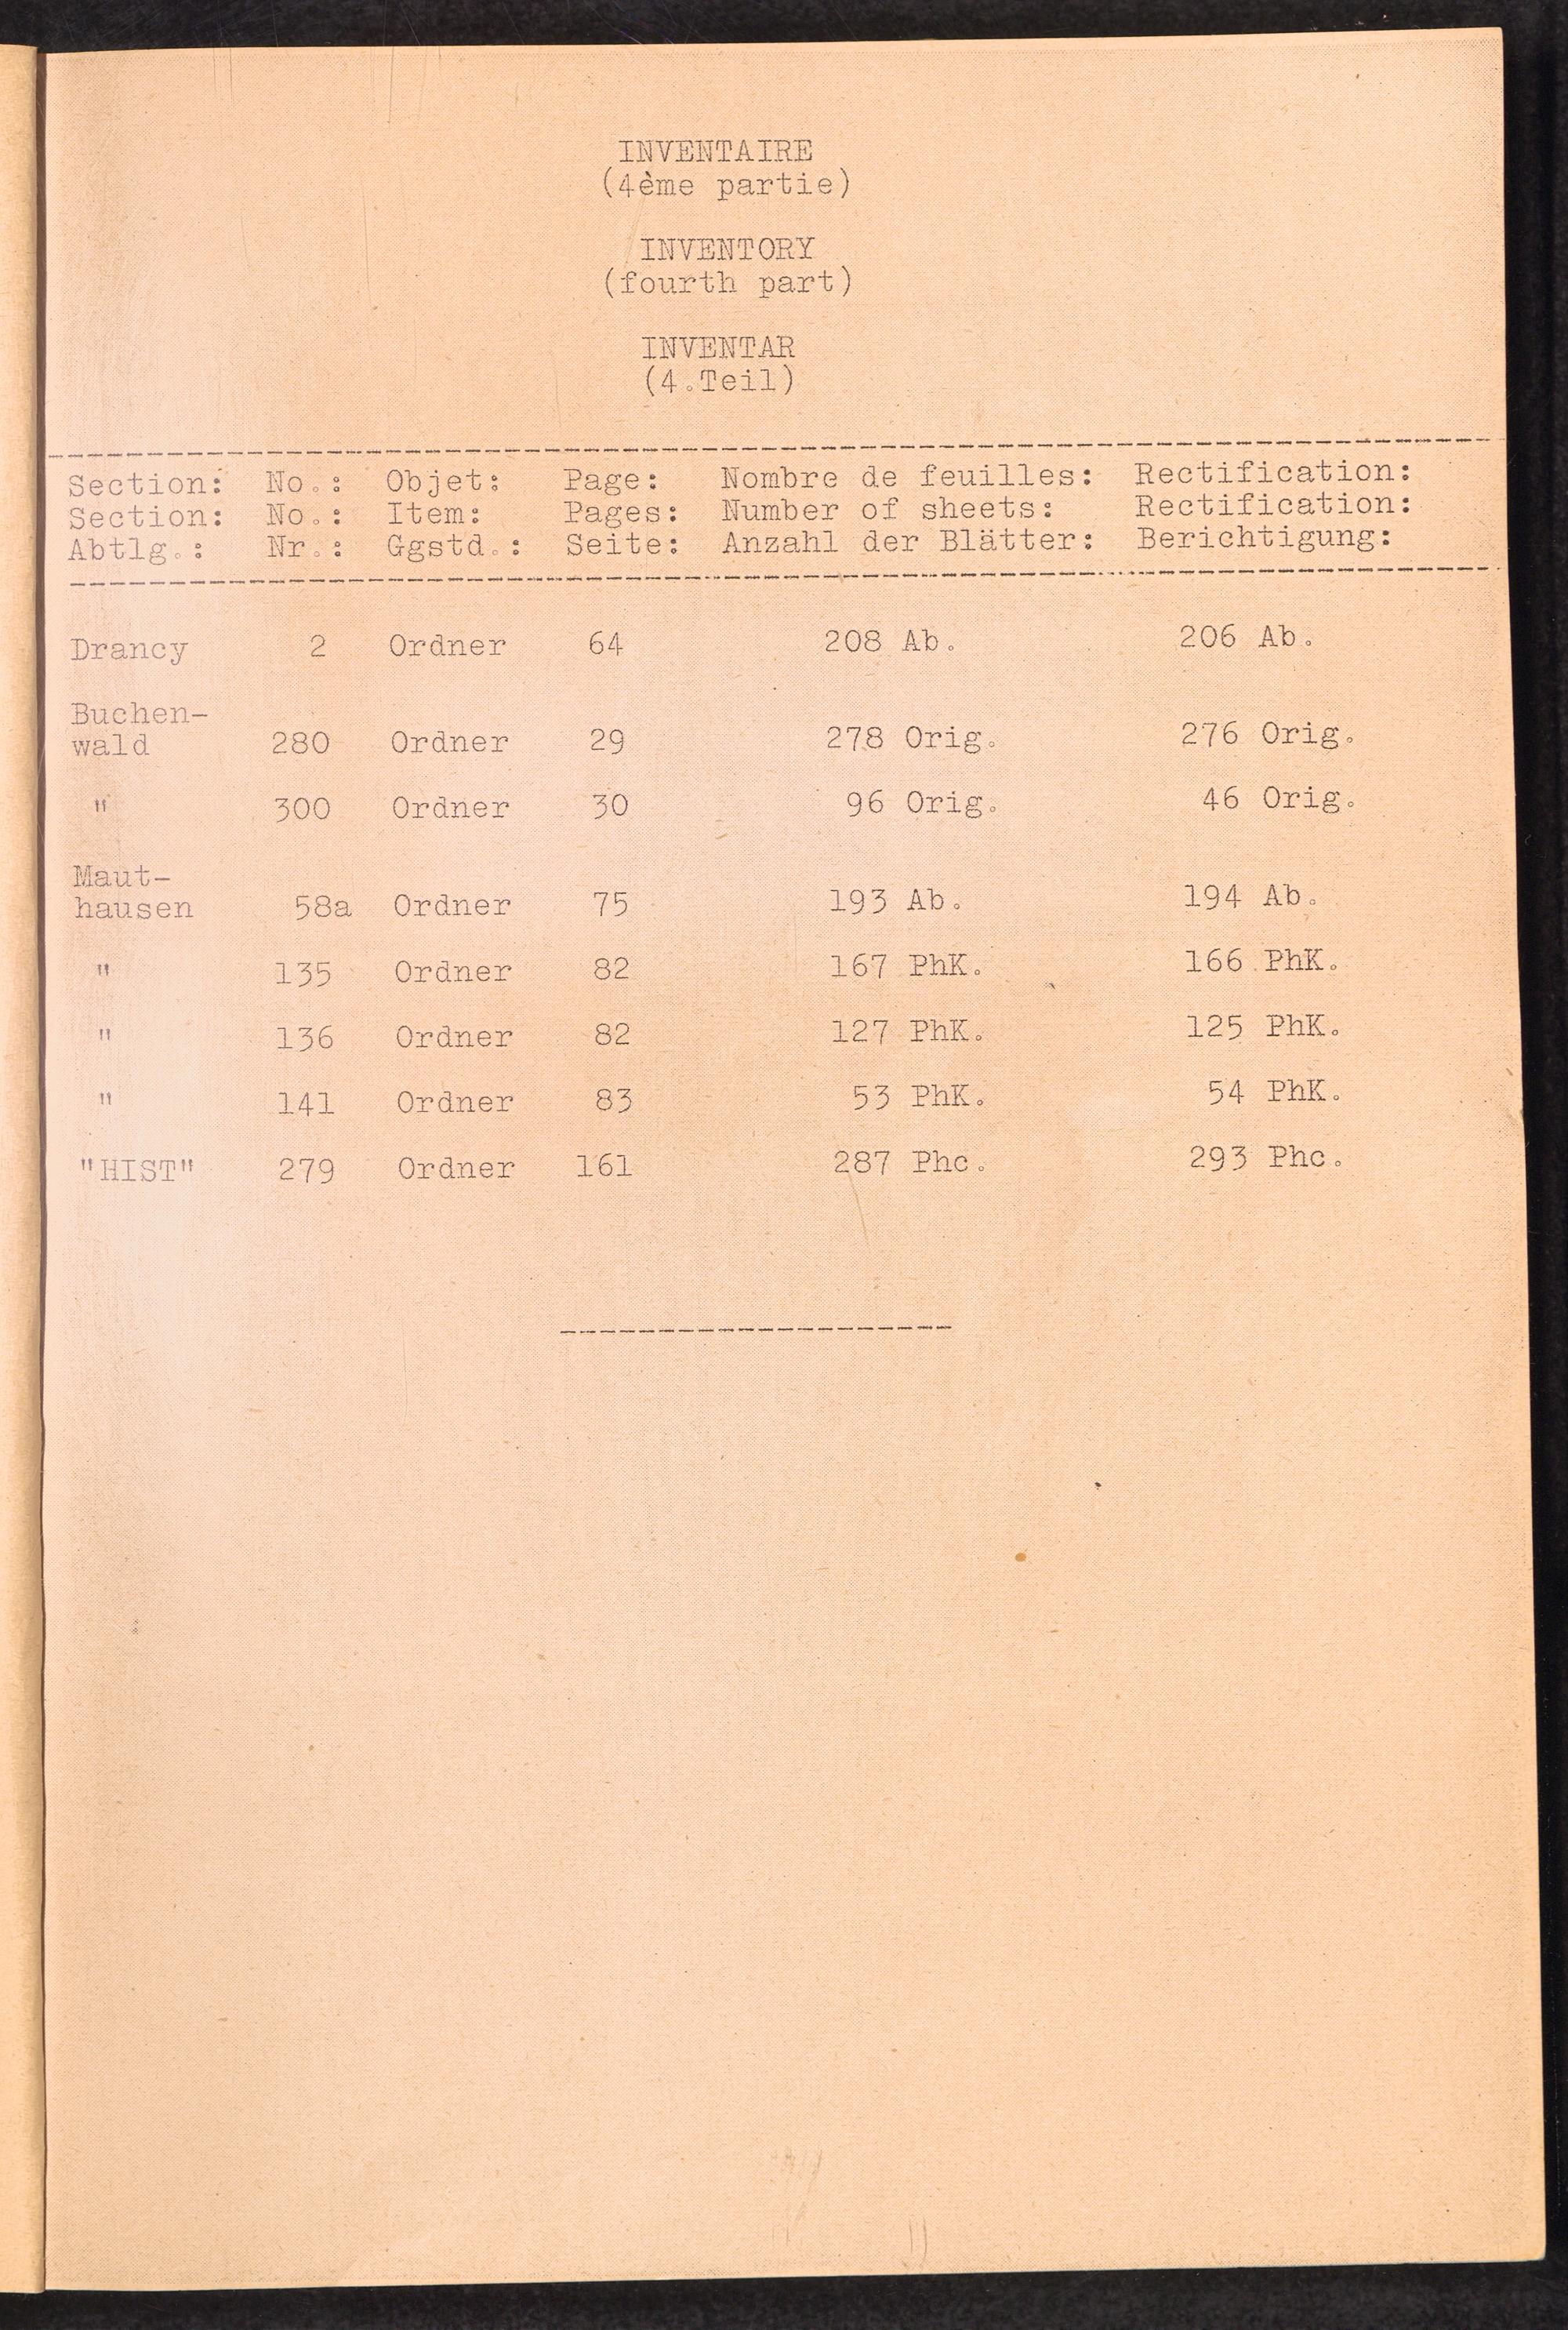 INVENTAIRE
(4ème partie)
INVENTORY
(fourth part)
INVENTAR
(4.Teil)
Section: No.: Objet: Page: Nombre de feuilles: Rectification:
Section: No.: Item: Pages: Number of sheets: Rectification:
Abtlg.: Nr.: Ggstd.: Seite: Anzahl der Blätter: Berichtigung:
Drancy 2 Ordner 64 208 Ab. 206 Ab.
Buchen-
wald 280 Ordner 29 278 Orig. 276 Orig.
" 300 Ordner 30 96 Orig. 46 Orig.
Maut-
hausen 58a Ordner 75 193 Ab. 194 Ab.
" 135 Ordner 82 167 PhK. 166 PhK.
" 136 Ordner 82 127 PhK. 125 PhK.
" 141 Ordner 83 53 PhK. 54 PhK.
"HIST" 279 Ordner 161 287 Phc. 293 Phc.